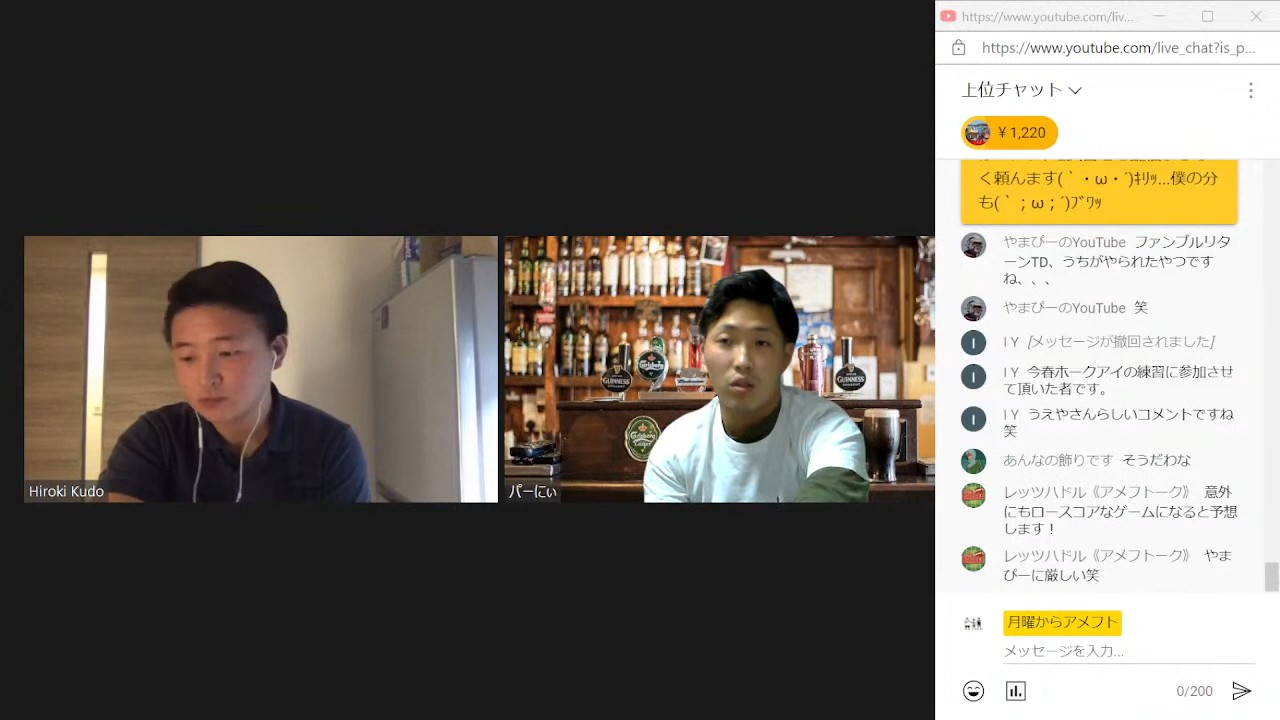 https://www.youtube.com/liv...
https://www.youtube.com/live_chat?is_p...
上位チャット
¥ 1,220
く頼んます(｀・ω・´)ｷﾘｯ...僕の分
も(｀；ω；´)ﾌﾞﾜｯ
やまぴーのYouTube ファンブルリタ
ーンTD、うちがやられたやつです
ね、、、
やまぴーのYouTube 笑
I I Y [メッセージが撤回されました]
I I Y 今春ホークアイの練習に参加させ
て頂いた者です。
I I Y うえやさんらしいコメントですね
笑
あんなの飾りです そうだわな
レッツハドル《アメフトーク》 意外
にもロースコアなゲームになると予想
します！
レッツハドル《アメフトーク》 やま
ぴーに厳しい笑
月曜からアメフト
メッセージを入力...
0/200
Hiroki Kudo
パーにぃ
GUINNESS
Carlsberg
GUINNESS
Carlsberg